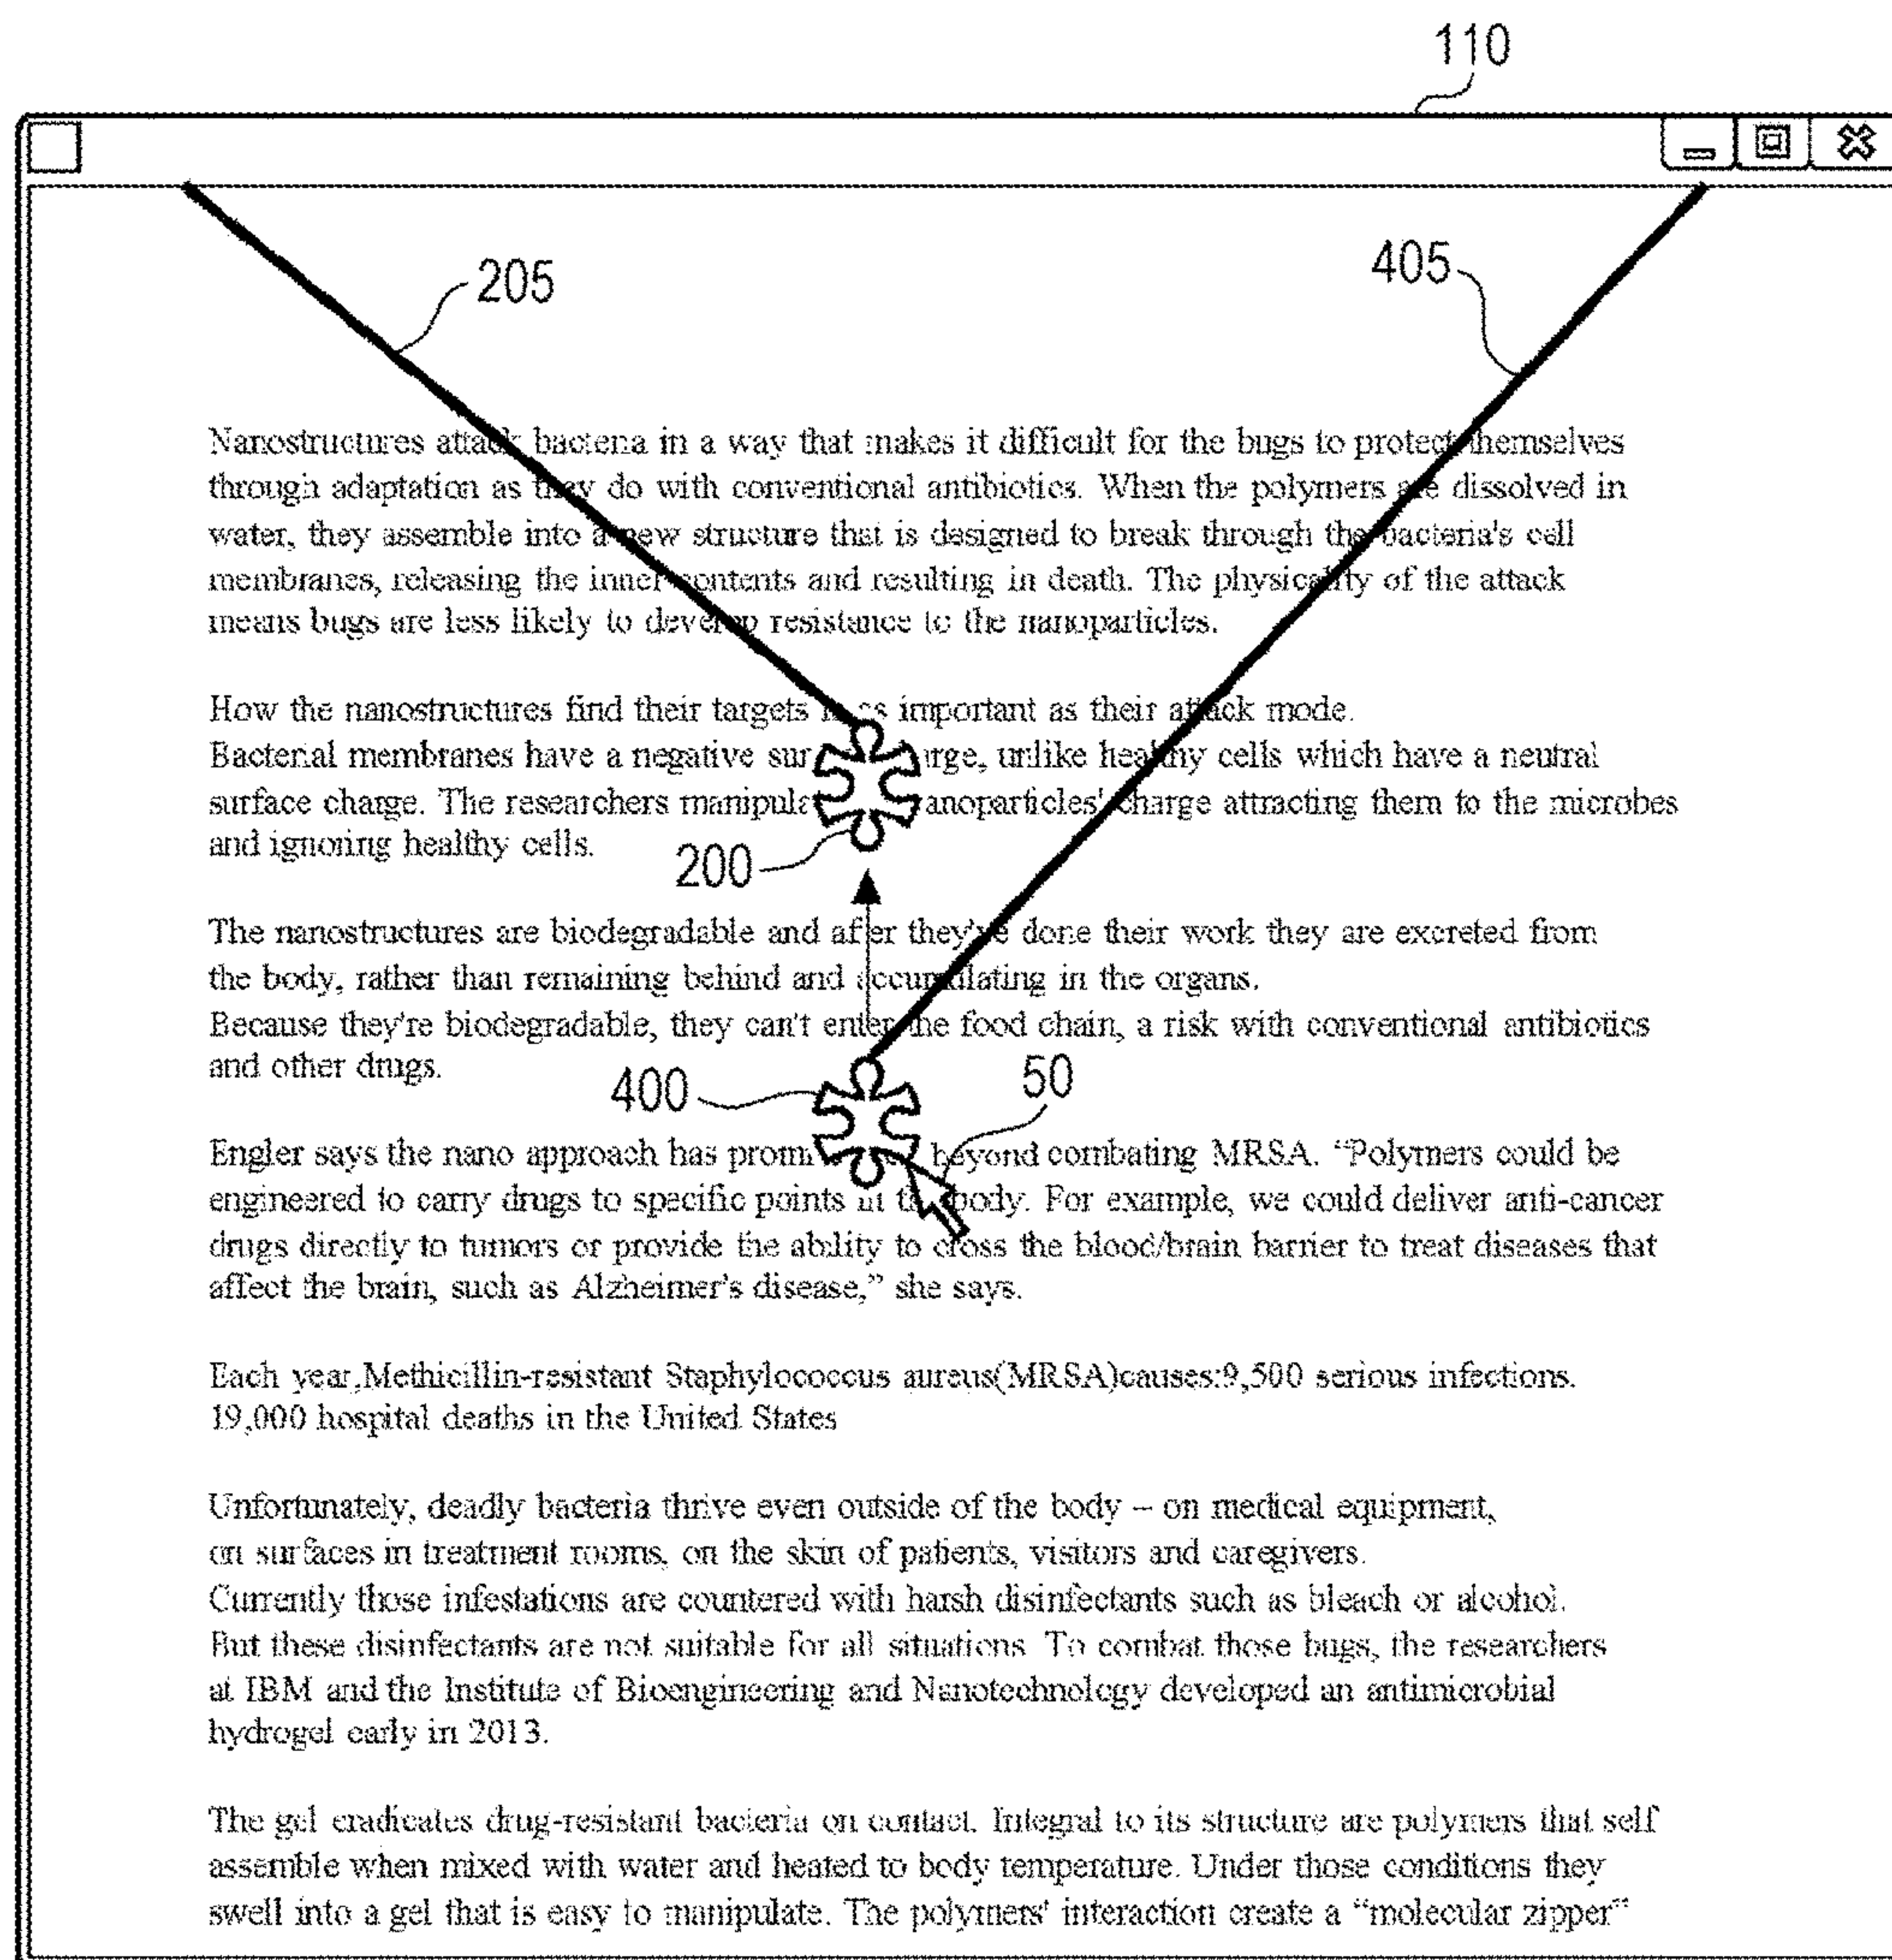 110
205
405
Nanostructures attack bacteria in a way that makes it difficult for the bugs to protect themselves
through adaptation as they do with conventional antibiotics. When the polymers are dissolved in
water, they assemble into a new structure that is designed to break through the bacteria's cell
membranes, releasing the inner contents and resulting in death. The physicality of the attack
means bugs are less likely to develop resistance to the nanoparticles.
How the nanostructures find their targets is as important as their attack mode.
Bacterial membranes have a negative sur arge, unlike healthy cells which have a neutral
surface charge. The researchers manipula anoparticles' charge attracting them to the microbes
and ignoring healthy cells.
200
The nanostructures are biodegradable and after they've done their work they are excreted from
the body, rather than remaining behind and accumulating in the organs.
Because they're biodegradable, they can't enter the food chain, a risk with conventional antibiotics
and other drugs.
400
50
Engler says the nano approach has promi beyond combating MRSA. “Polymers could be
engineered to carry drugs to specific points in the body. For example, we could deliver anti-cancer
drugs directly to tumors or provide the ability to cross the blood/brain barrier to treat diseases that
affect the brain, such as Alzheimer's disease,” she says.
Each year,Methicillin-resistant Staphylococcus aureus(MRSA)causes:9,500 serious infections.
19,000 hospital deaths in the United States
Unfortunately, deadly bacteria thrive even outside of the body – on medical equipment,
on surfaces in treatment rooms, on the skin of patients, visitors and caregivers.
Currently those infestations are countered with harsh disinfectants such as bleach or alcohol.
But these disinfectants are not suitable for all situations. To combat those bugs, the researchers
at IBM and the Institute of Bioengineering and Nanotechnology developed an antimicrobial
hydrogel early in 2013.
The gel eradicates drug-resistant bacteria on contact. Integral to its structure are polymers that self
assemble when mixed with water and heated to body temperature. Under those conditions they
swell into a gel that is easy to manipulate. The polymers' interaction create a “molecular zipper”